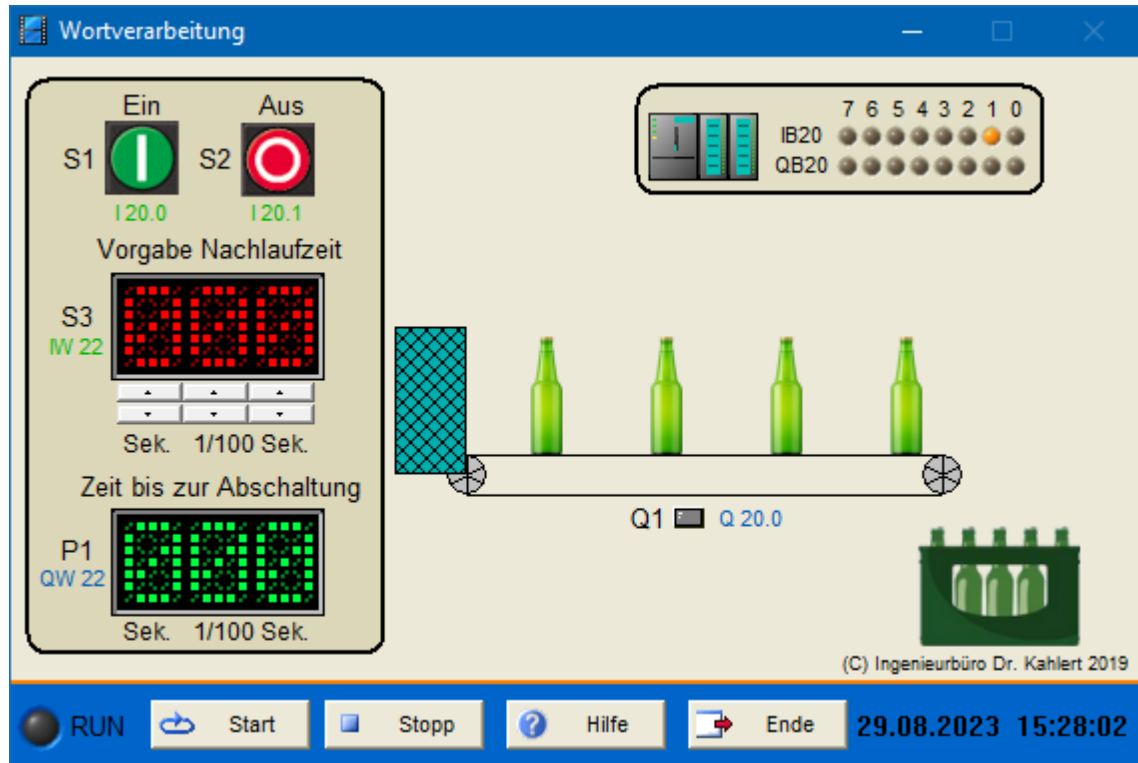 Wortverarbeitung
Ein Aus
S1 S2
I 20.0 I 20.1
Vorgabe Nachlaufzeit
S3
IW 22
000
Sek. 1/100 Sek.
Zeit bis zur Abschaltung
P1
QW 22
000
Sek. 1/100 Sek.
7 6 5 4 3 2 1 0
IB20
QB20
Q1 Q 20.0
(C) Ingenieurbüro Dr. Kahlert 2019
RUN Start Stopp Hilfe Ende 29.08.2023 15:28:02